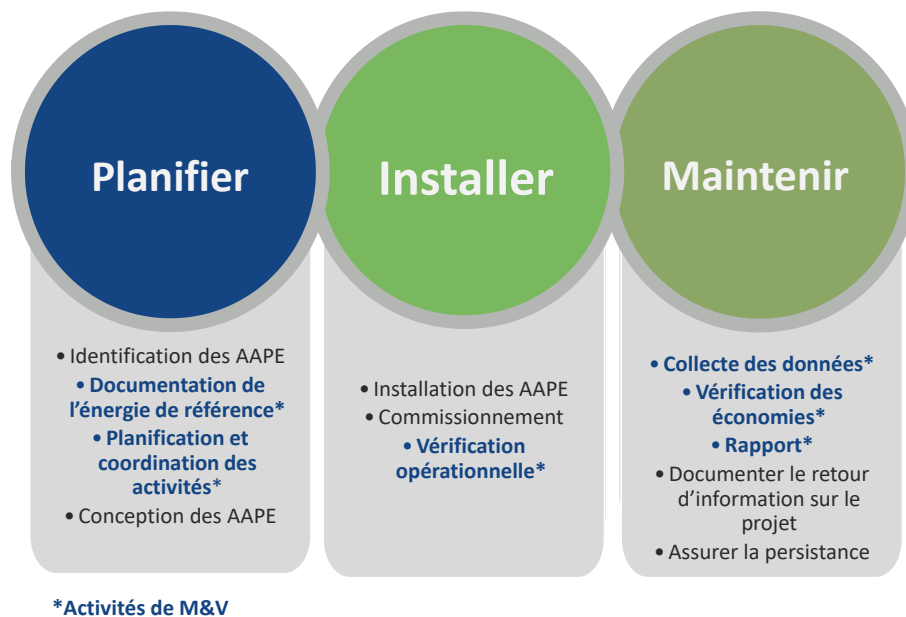 Planifier
• Identification des AAPE
• Documentation de
l’énergie de référence*
• Planification et
coordination des
activités*
• Conception des AAPE
Installer
• Installation des AAPE
• Commissionnement
• Vérification
opérationnelle*
Maintenir
• Collecte des données*
• Vérification des
économies*
• Rapport*
• Documenter le retour
d’information sur le
projet
• Assurer la persistance
*Activités de M&V